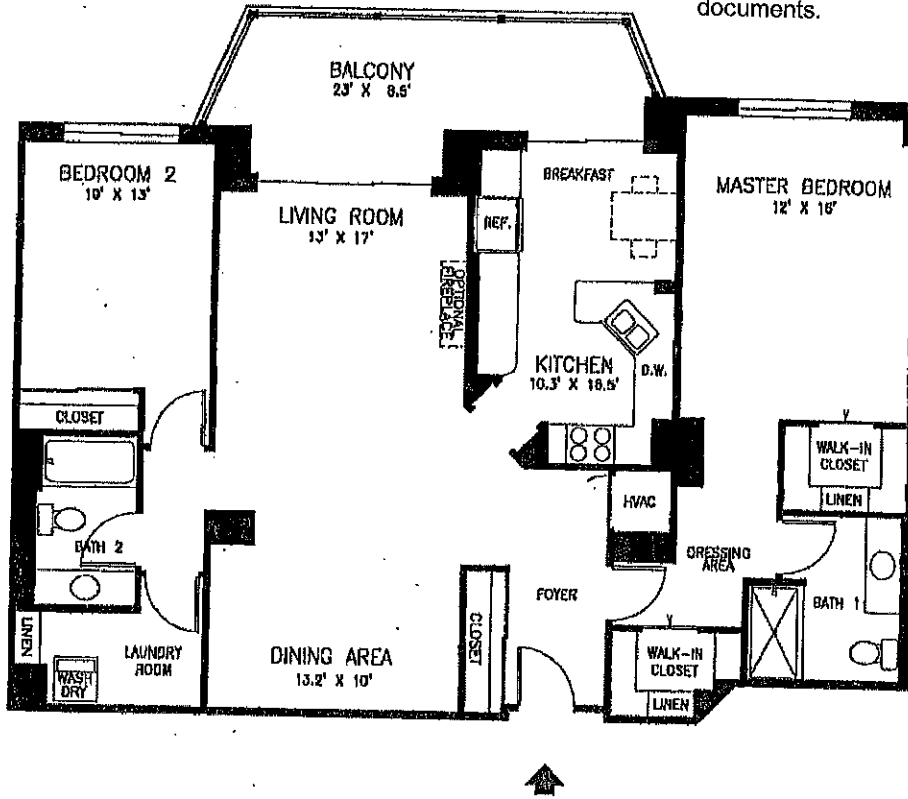 documents.
BALCONY
23' X 8.5'
BEDROOM 2
10' X 13'
LIVING ROOM
13' X 17'
BREAKFAST
MASTER BEDROOM
12' X 16'
REF.
OPTIONAL
FIREPLACE
KITCHEN
10.3' X 18.5'
D.W.
CLOSET
WALK-IN
CLOSET
LINEN
HVAC
BATH 2
DRESSING
AREA
FOYER
BATH 1
LINEN
LAUNDRY
ROOM
WASH
DRY
DINING AREA
13.2' X 10'
CLOSET
WALK-IN
CLOSET
LINEN